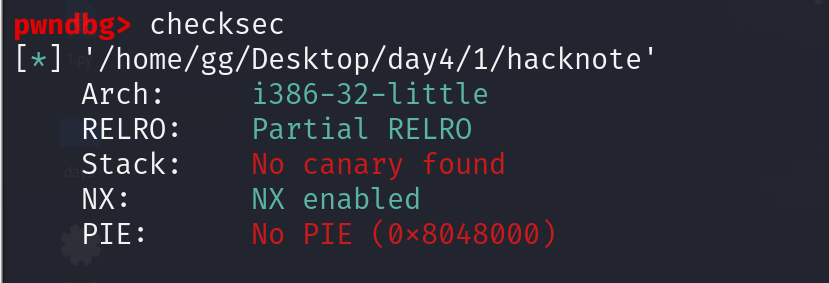 pwndbg> checksec
[*] '/home/gg/Desktop/day4/1/hacknote'
Arch: i386-32-little
RELRO: Partial RELRO
Stack: No canary found
NX: NX enabled
PIE: No PIE (0×8048000)